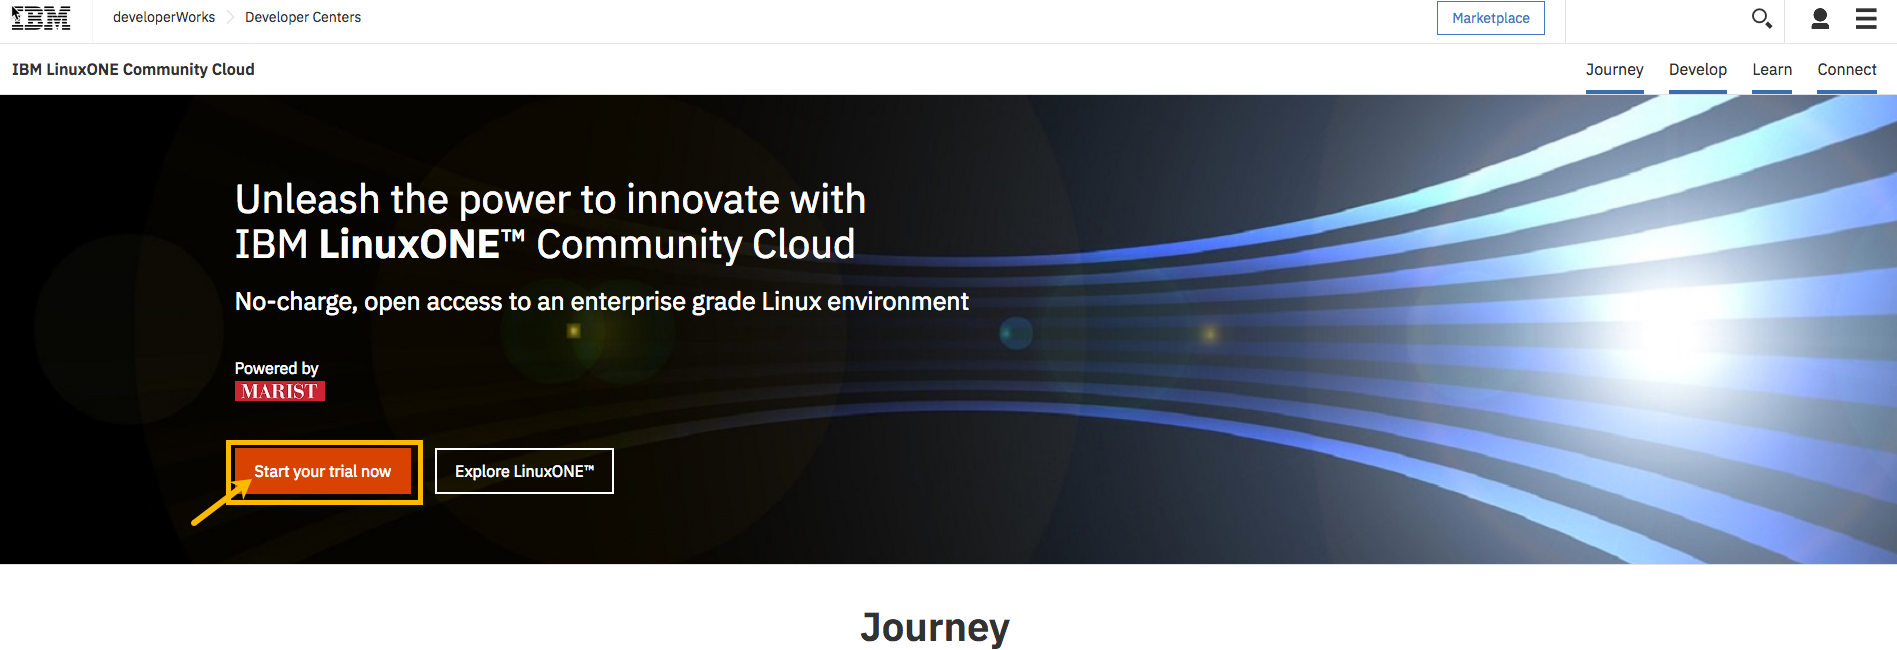 IBM
developerWorks
Developer Centers
Marketplace
IBM LinuxONE Community Cloud
Journey
Develop
Learn
Connect
Unleash the power to innovate with
IBM LinuxONE™ Community Cloud
No-charge, open access to an enterprise grade Linux environment
Powered by
MARIST
Start your trial now
Explore LinuxONE™
Journey